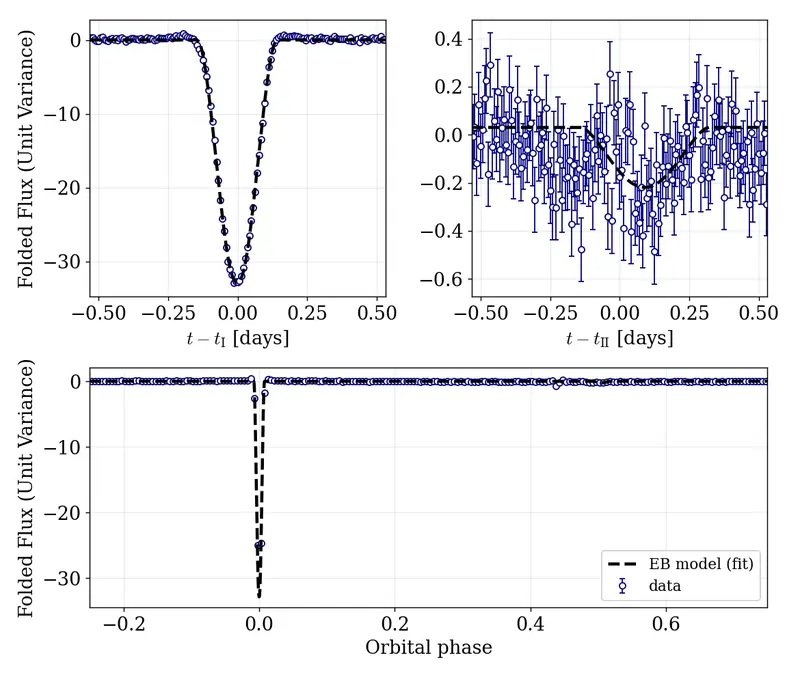 Folded Flux (Unit Variance)
0
−10
−20
−30
−0.50 −0.25 0.00 0.25 0.50
t − t_I [days]
0.4
0.2
0.0
−0.2
−0.4
−0.6
−0.50 −0.25 0.00 0.25 0.50
t − t_II [days]
Folded Flux (Unit Variance)
0
−10
−20
−30
−0.2 0.0 0.2 0.4 0.6
Orbital phase
EB model (fit)
data